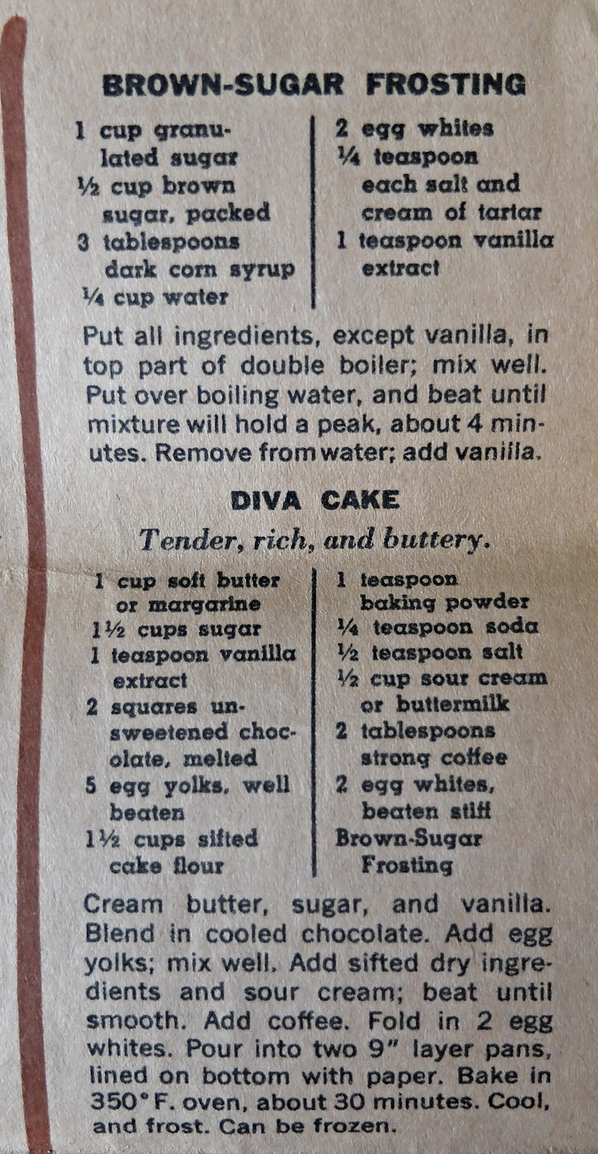 BROWN-SUGAR FROSTING
1 cup granu-
lated sugar
½ cup brown
sugar, packed
3 tablespoons
dark corn syrup
¼ cup water
2 egg whites
¼ teaspoon
each salt and
cream of tartar
1 teaspoon vanilla
extract
Put all ingredients, except vanilla, in
top part of double boiler; mix well.
Put over boiling water, and beat until
mixture will hold a peak, about 4 min-
utes. Remove from water; add vanilla.
DIVA CAKE
Tender, rich, and buttery.
1 cup soft butter
or margarine
1½ cups sugar
1 teaspoon vanilla
extract
2 squares un-
sweetened choc-
olate, melted
5 egg yolks, well
beaten
1½ cups sifted
cake flour
1 teaspoon
baking powder
¼ teaspoon soda
½ teaspoon salt
½ cup sour cream
or buttermilk
2 tablespoons
strong coffee
2 egg whites,
beaten stiff
Brown-Sugar
Frosting
Cream butter, sugar, and vanilla.
Blend in cooled chocolate. Add egg
yolks; mix well. Add sifted dry ingre-
dients and sour cream; beat until
smooth. Add coffee. Fold in 2 egg
whites. Pour into two 9" layer pans,
lined on bottom with paper. Bake in
350° F. oven, about 30 minutes. Cool,
and frost. Can be frozen.